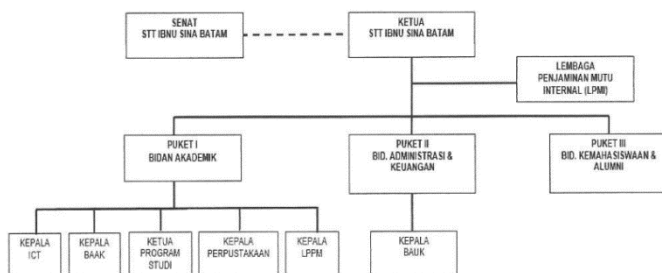 SENAT
STT IBNU SINA BATAM
KETUA
STT IBNU SINA BATAM
LEMBAGA
PENJAMINAN MUTU
INTERNAL (LPMI)
PUKET I
BIDAN AKADEMIK
PUKET II
BID. ADMINISTRASI &
KEUANGAN
PUKET III
BID. KEMAHASISWAAN &
ALUMNI
KEPALA
ICT
KEPALA
BAAK
KETUA
PROGRAM
STUDI
KEPALA
PERPUSTAKAAN
KEPALA
LPPM
KEPALA
BAUK